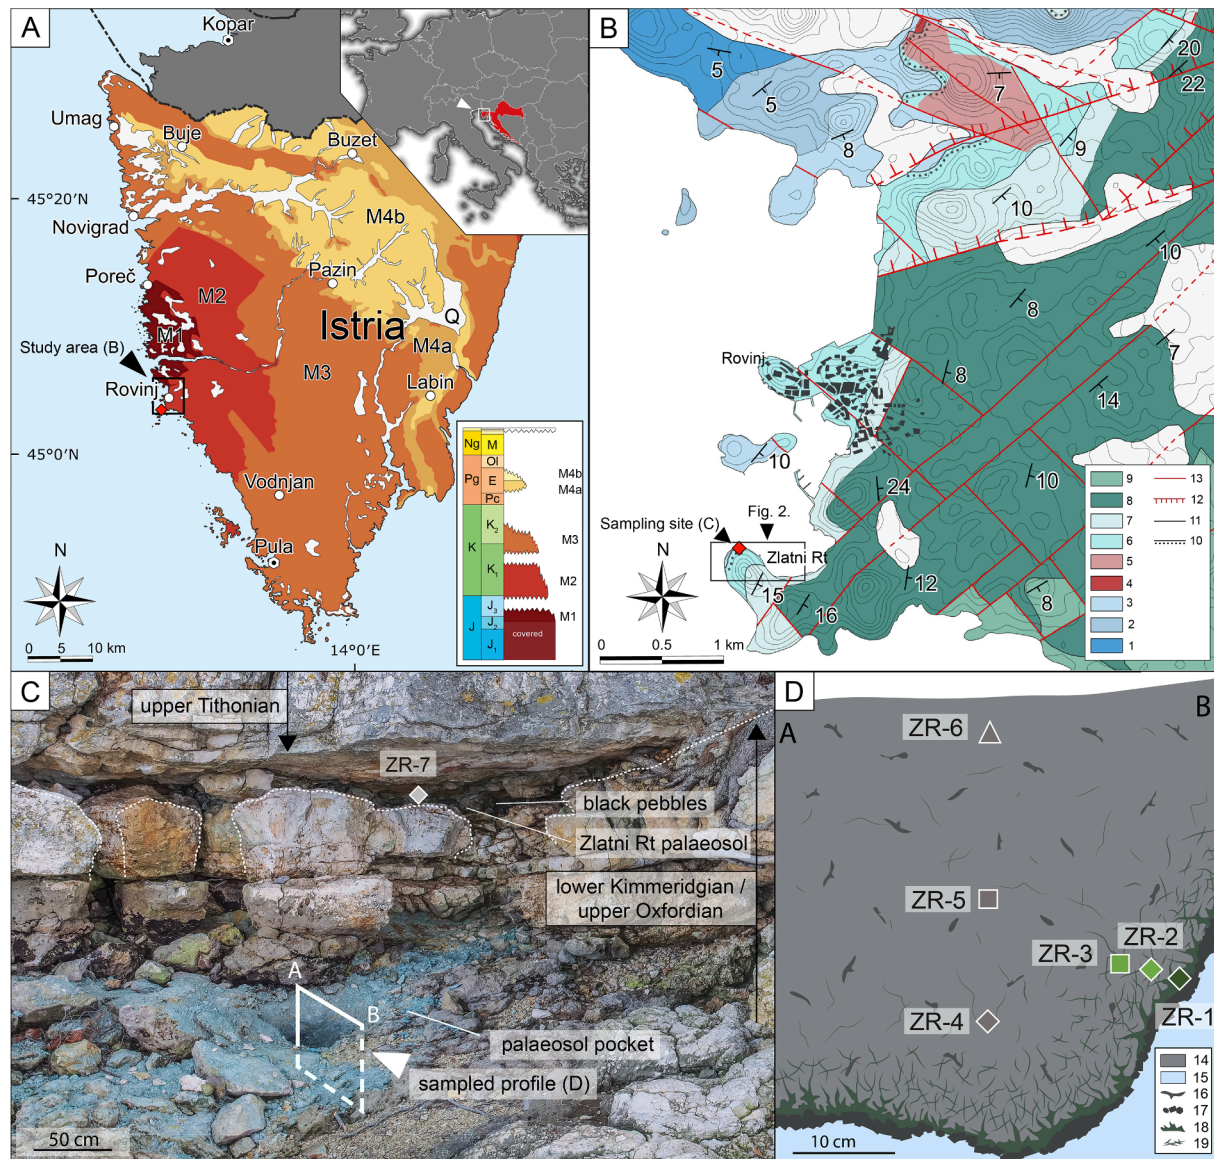 A
Kopar
Umag
Buje
Buzet
45°20′N
Novigrad
M4b
Poreč
M2
Pazin
Istria
Q
M1
Study area (B)
M4a
M3
Rovinj
Labin
45°0′N
Vodnjan
Pula
N
0 5 10 km
14°0′E
Ng M
Ol
Pg E M4b
M4a
Pc
K K2 M3
K1 M2
J J3 M1
J2 covered
J1
B
5
5
7
20
22
8
9
10
10
8
7
Rovinj
8
14
10
24
10
Sampling site (C)
Fig. 2.
Zlatni Rt
N
15
16
12
8
0 0.5 1 km
9 13
8 12
7 11
6 10
5
4
3
2
1
C
upper Tithonian
ZR-7
black pebbles
Zlatni Rt palaeosol
lower Kimmeridgian /
upper Oxfordian
A
B
palaeosol pocket
sampled profile (D)
50 cm
D
A
B
ZR-6
ZR-5
ZR-2
ZR-3
ZR-4
ZR-1
14
15
16
17
18
19
10 cm